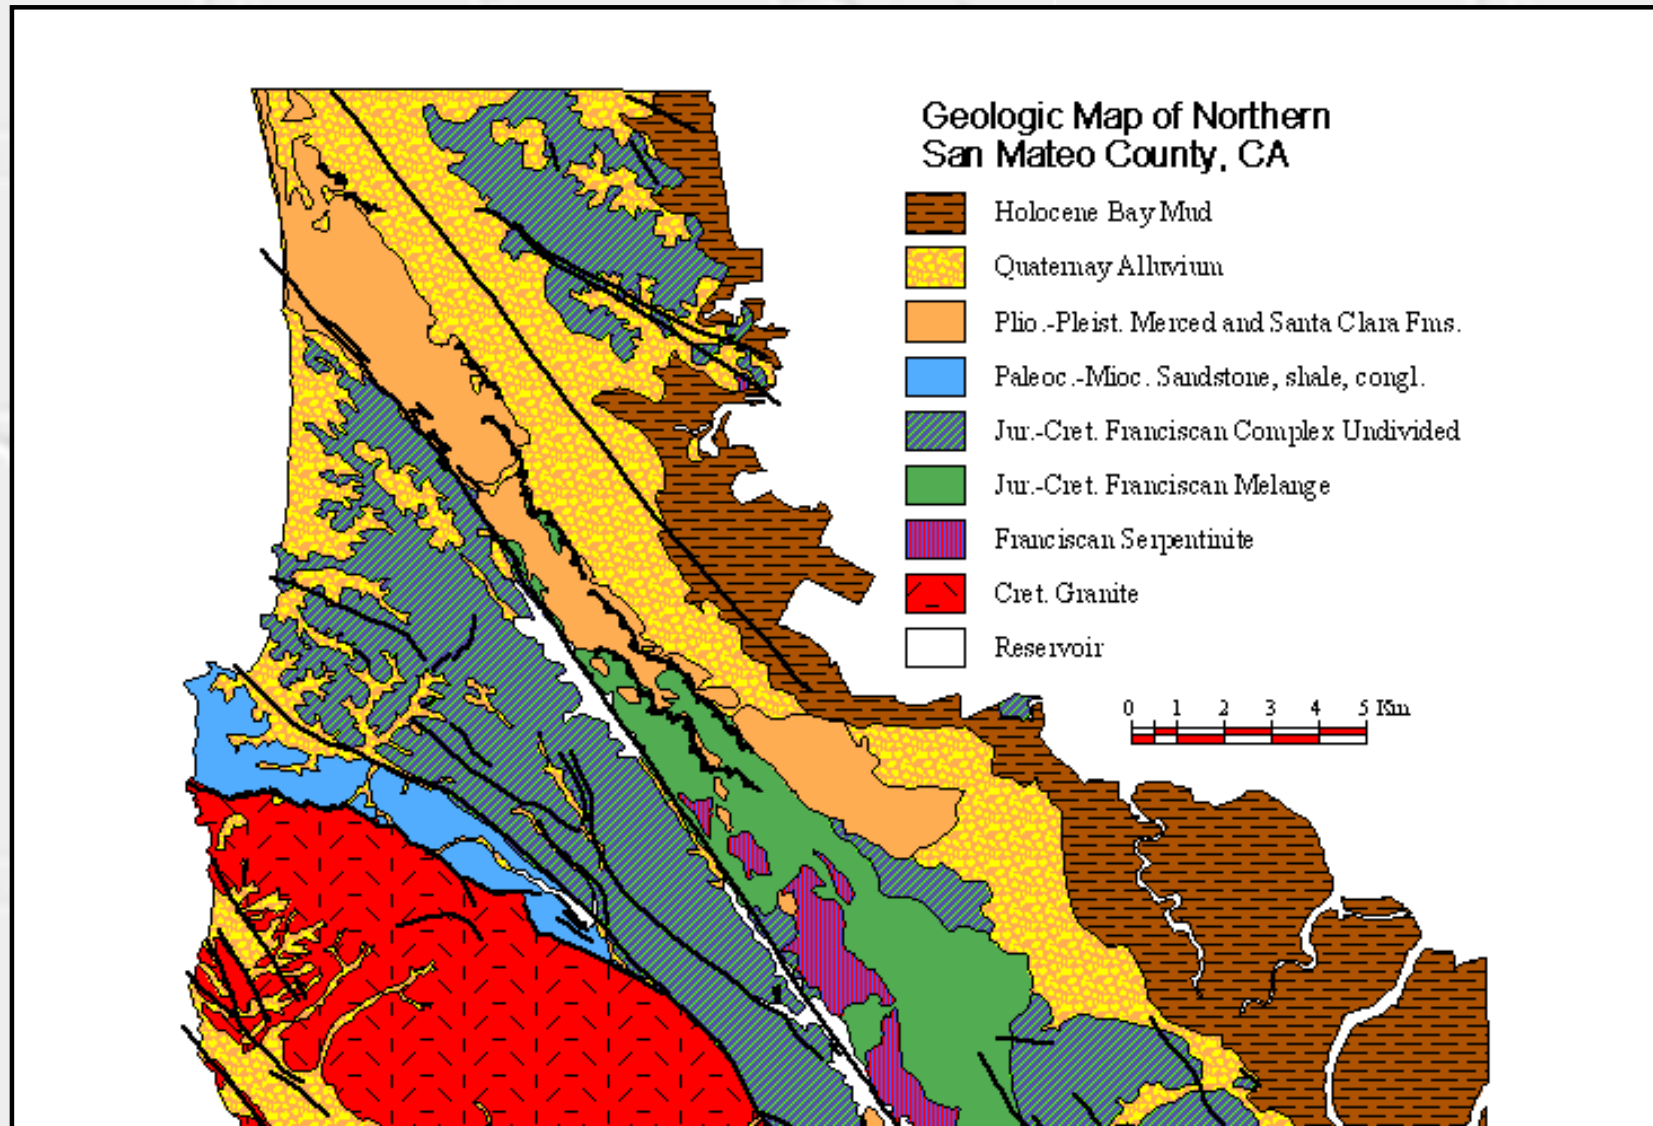 Geologic Map of Northern
San Mateo County, CA
Holocene Bay Mud
Quaternay Alluvium
Plio.-Pleist. Merced and Santa Clara Fms.
Paleoc.-Mioc. Sandstone, shale, congl.
Jur.-Cret. Franciscan Complex Undivided
Jur.-Cret. Franciscan Melange
Franciscan Serpentinite
Cret. Granite
Reservoir
0 1 2 3 4 5 Km